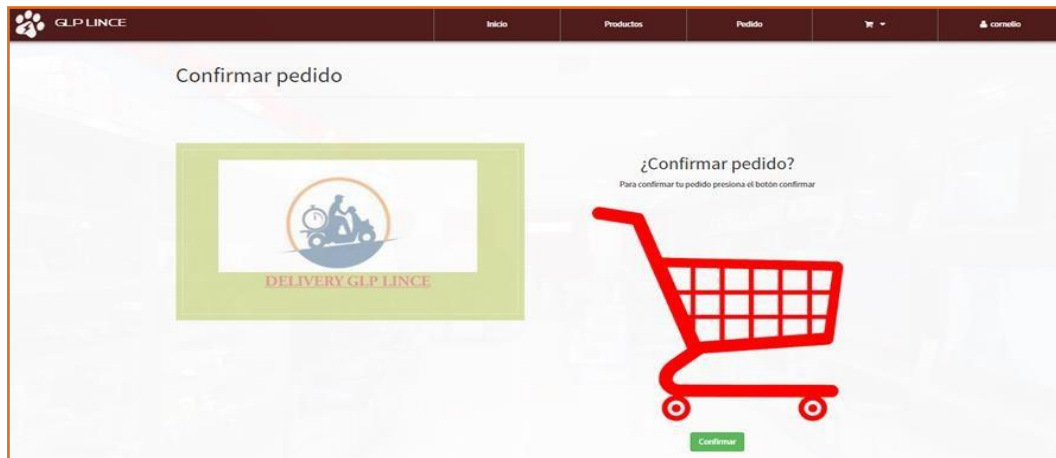 GLP LINCE
Inicio
Productos
Pedido
cornelio
Confirmar pedido
DELIVERY GLP LINCE
¿Confirmar pedido?
Para confirmar tu pedido presiona el botón confirmar
Confirmar